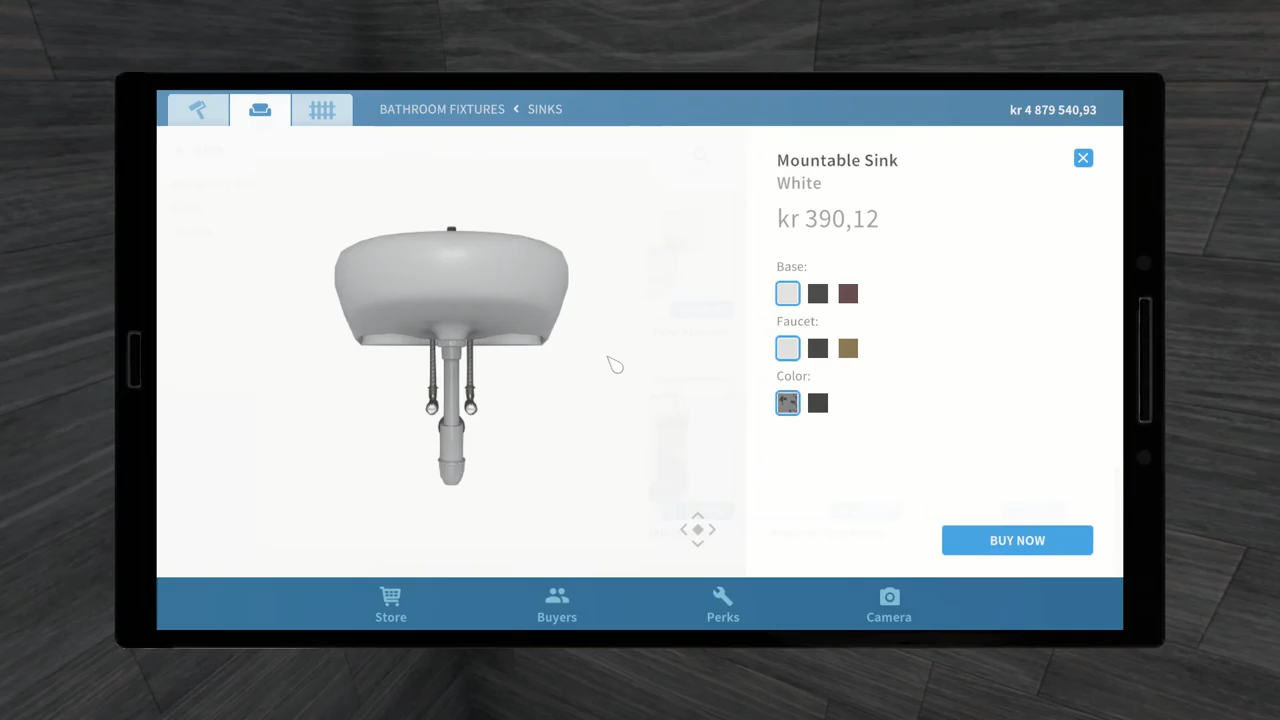 BATHROOM FIXTURES < SINKS
kr 4 879 540,93
Mountable Sink
White
kr 390,12
Base:
Faucet:
Color:
BUY NOW
Store
Buyers
Perks
Camera